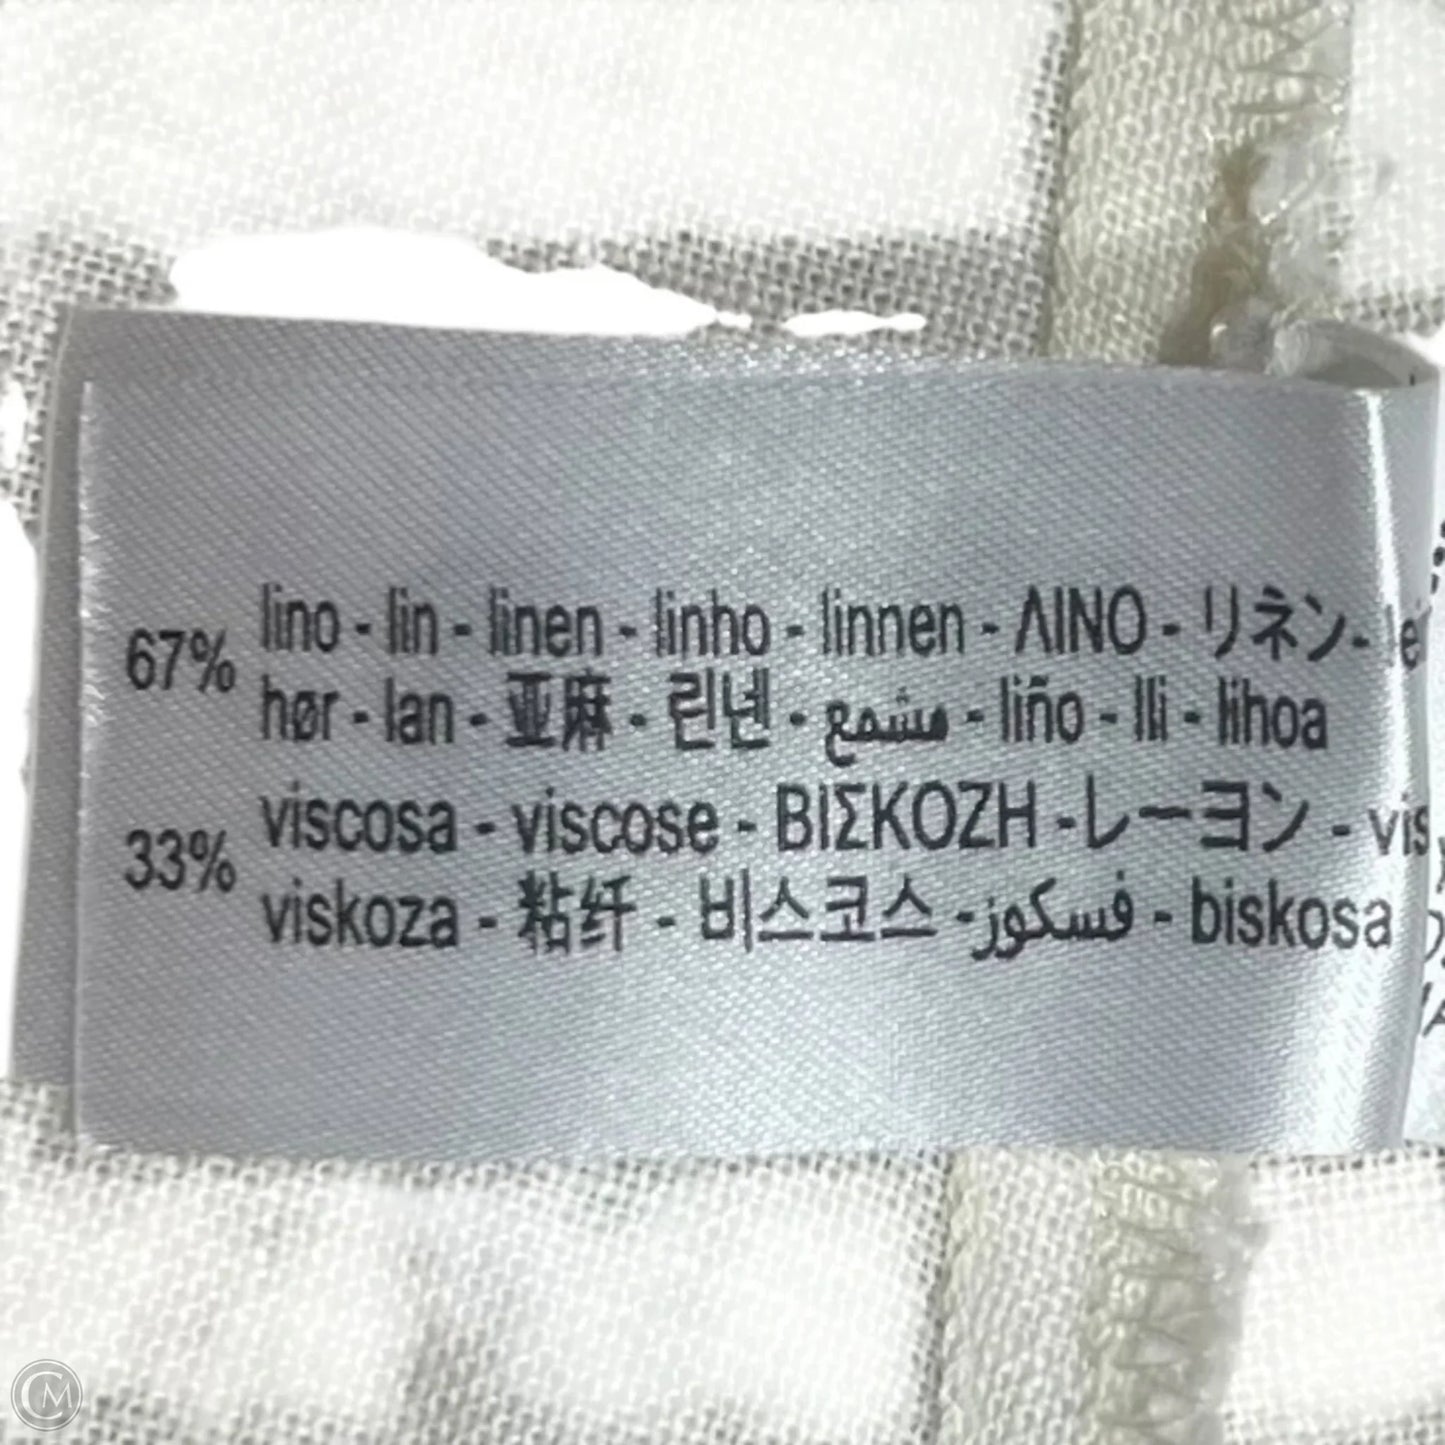 67% lino - lin - linen - linho - linnen - ΛΙΝΟ - リネン -
hør - lan - 亚麻 - 린넨 - مشمع - liño - lli - lihoa
33% viscosa - viscose - ΒΙΣΚΟΖΗ - レーヨン -
viskoza - 粘纤 - 비스코스 - فسكوز - biskosa
CM